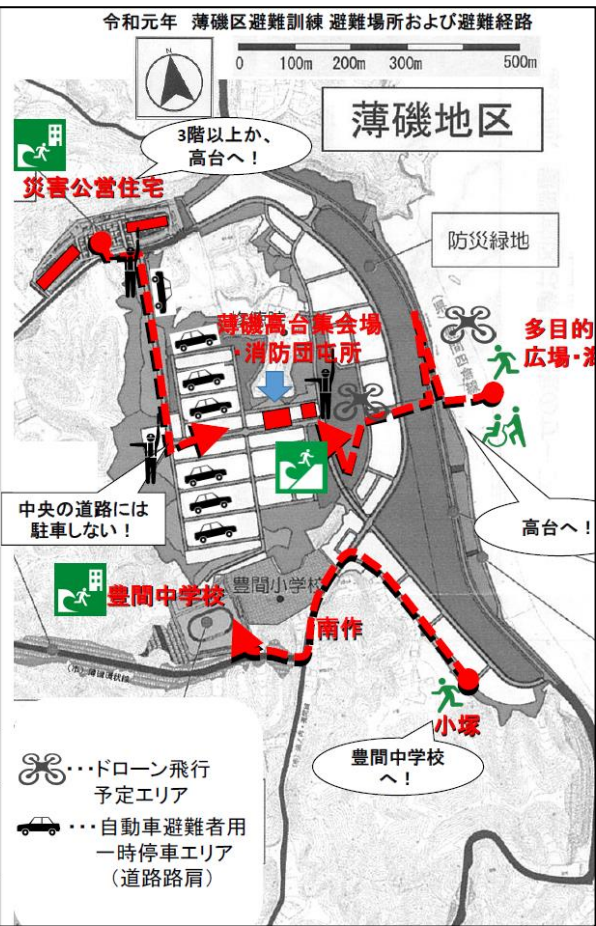 令和元年 薄磯区避難訓練 避難場所および避難経路
N
0 100m 200m 300m 500m
薄磯地区
3階以上か、
高台へ！
災害公営住宅
防災緑地
薄磯高台集会場
・消防団屯所
多目的
広場・
中央の道路には
駐車しない！
高台へ！
豊間中学校
豊間小学校
南作
小塚
豊間中学校
へ！
・・・ドローン飛行
予定エリア
・・・自動車避難者用
一時停車エリア
（道路路肩）